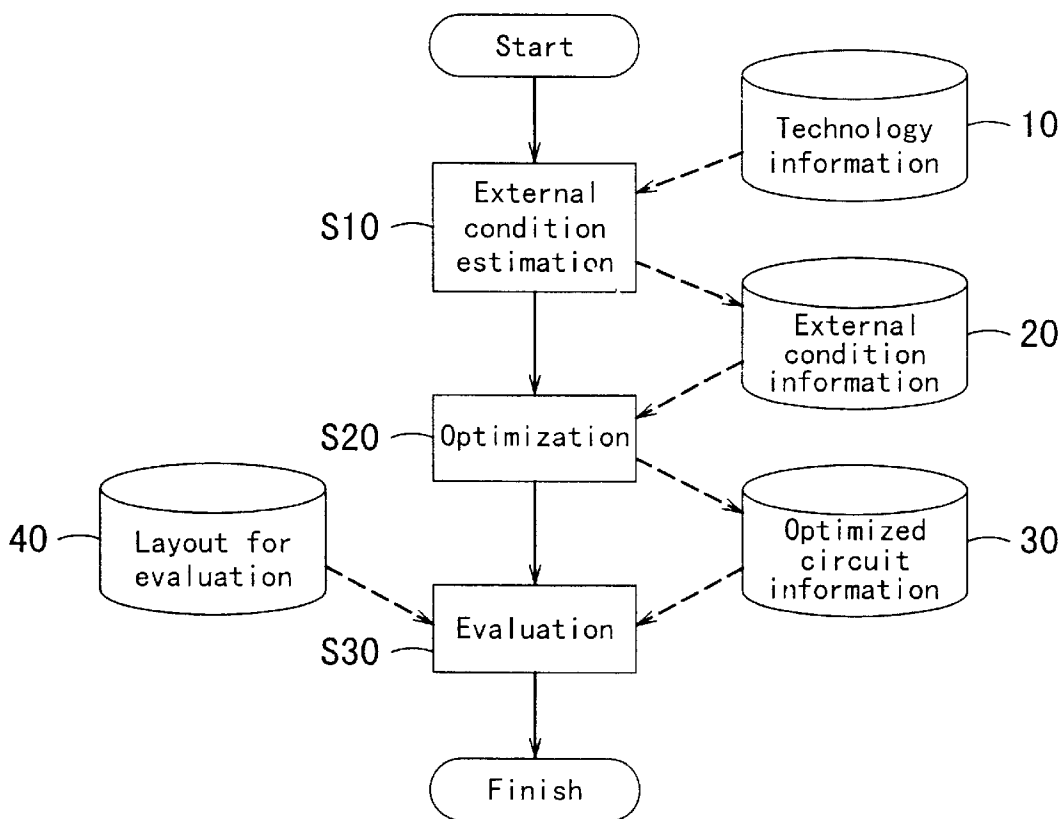 Start
Technology
information
10
External
condition
estimation
S10
External
condition
information
20
Optimization
S20
Layout for
evaluation
40
Optimized
circuit
information
30
Evaluation
S30
Finish